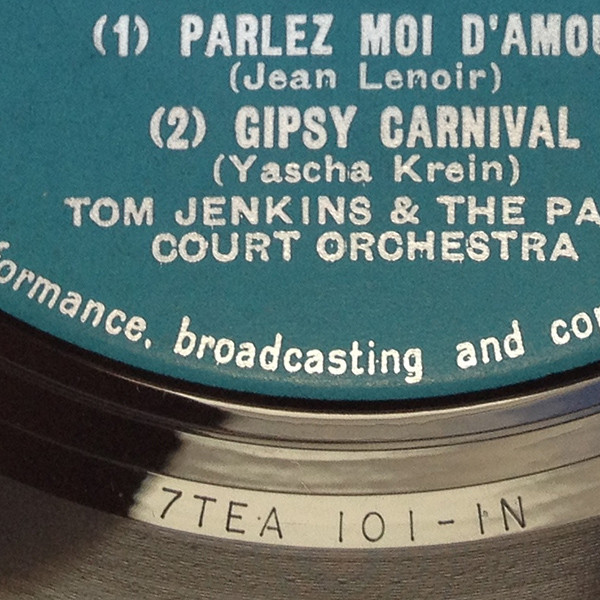 (1) PARLEZ MOI D'AMOU
(Jean Lenoir)
(2) GIPSY CARNIVAL
(Yascha Krein)
TOM JENKINS & THE PA
COURT ORCHESTRA
formance, broadcasting and co
7TEA 101-1N